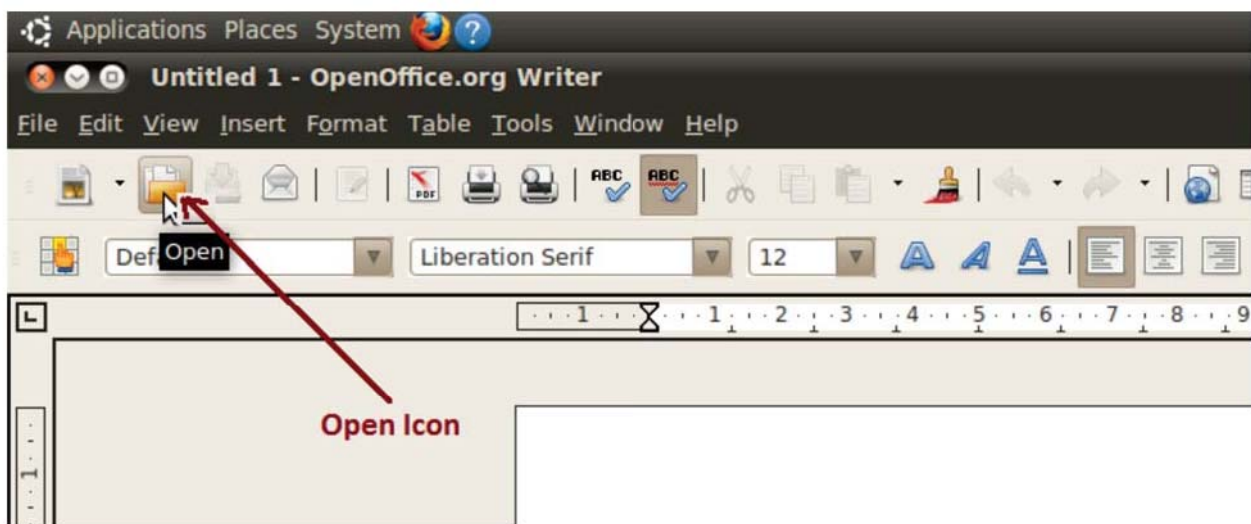 Applications Places System ?
Untitled 1 - OpenOffice.org Writer
File Edit View Insert Format Table Tools Window Help
PDF ABC ABC
Def Open Liberation Serif 12 A A A
1 1 2 3 4 5 6 7 8 9
Open Icon
1